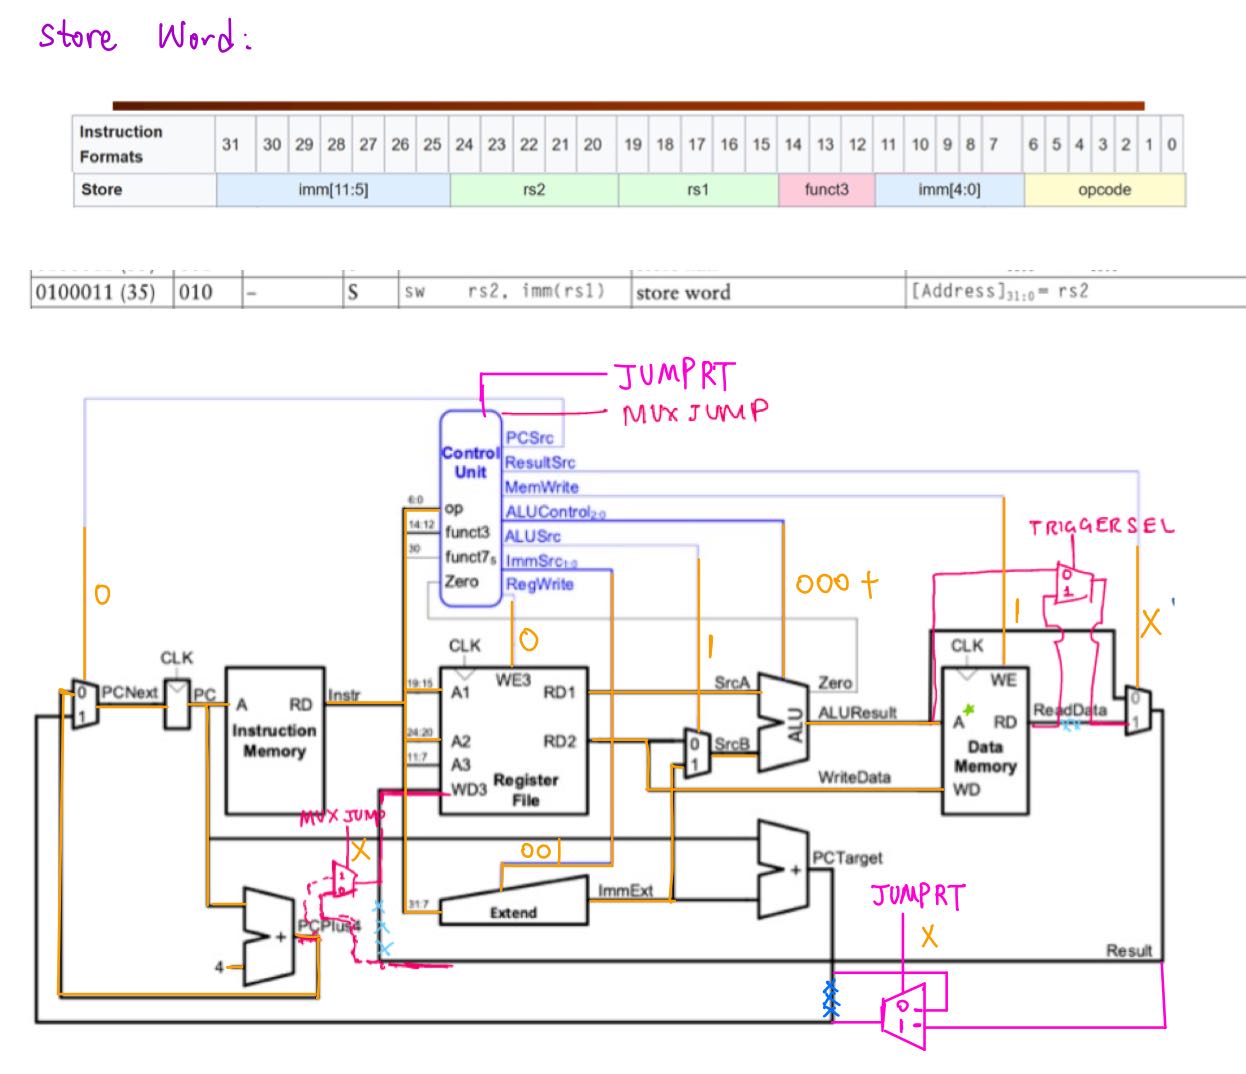 Store Word:
Instruction Formats 31 30 29 28 27 26 25 24 23 22 21 20 19 18 17 16 15 14 13 12 11 10 9 8 7 6 5 4 3 2 1 0
Store imm[11:5] rs2 rs1 funct3 imm[4:0] opcode
0100011 (35) 010 – S sw rs2, imm(rs1) store word [Address]31:0 = rs2
JUMPRT
MUX JUMP
PCSrc
Control Unit
ResultSrc
MemWrite
6:0 op
ALUControl2:0
14:12 funct3
ALUSrc
TRIGGERSEL
30 funct75
ImmSrc1:0
Zero
RegWrite
000 +
0
1
0
0
1
1
X
CLK
CLK
CLK
0
1
PCNext
PC
A RD
Instruction Memory
Instr
19:15 A1
WE3
RD1
24:20 A2
RD2
11:7 A3
WD3
Register File
0
1
SrcA
SrcB
ALU
Zero
ALUResult
WriteData
WE
A RD
Data Memory
WD
ReadData
0
1
MUX JUMP
X
1
0
001
31:7
Extend
ImmExt
+
PCTarget
PCPlus4
+
4
JUMPRT
X
Result
0
1